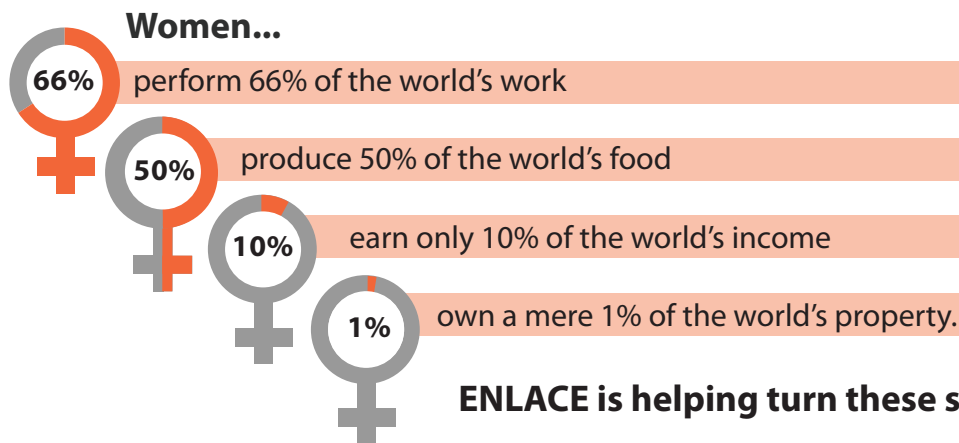 Women...
66% perform 66% of the world’s work
50% produce 50% of the world’s food
10% earn only 10% of the world’s income
1% own a mere 1% of the world’s property.
ENLACE is helping turn these s